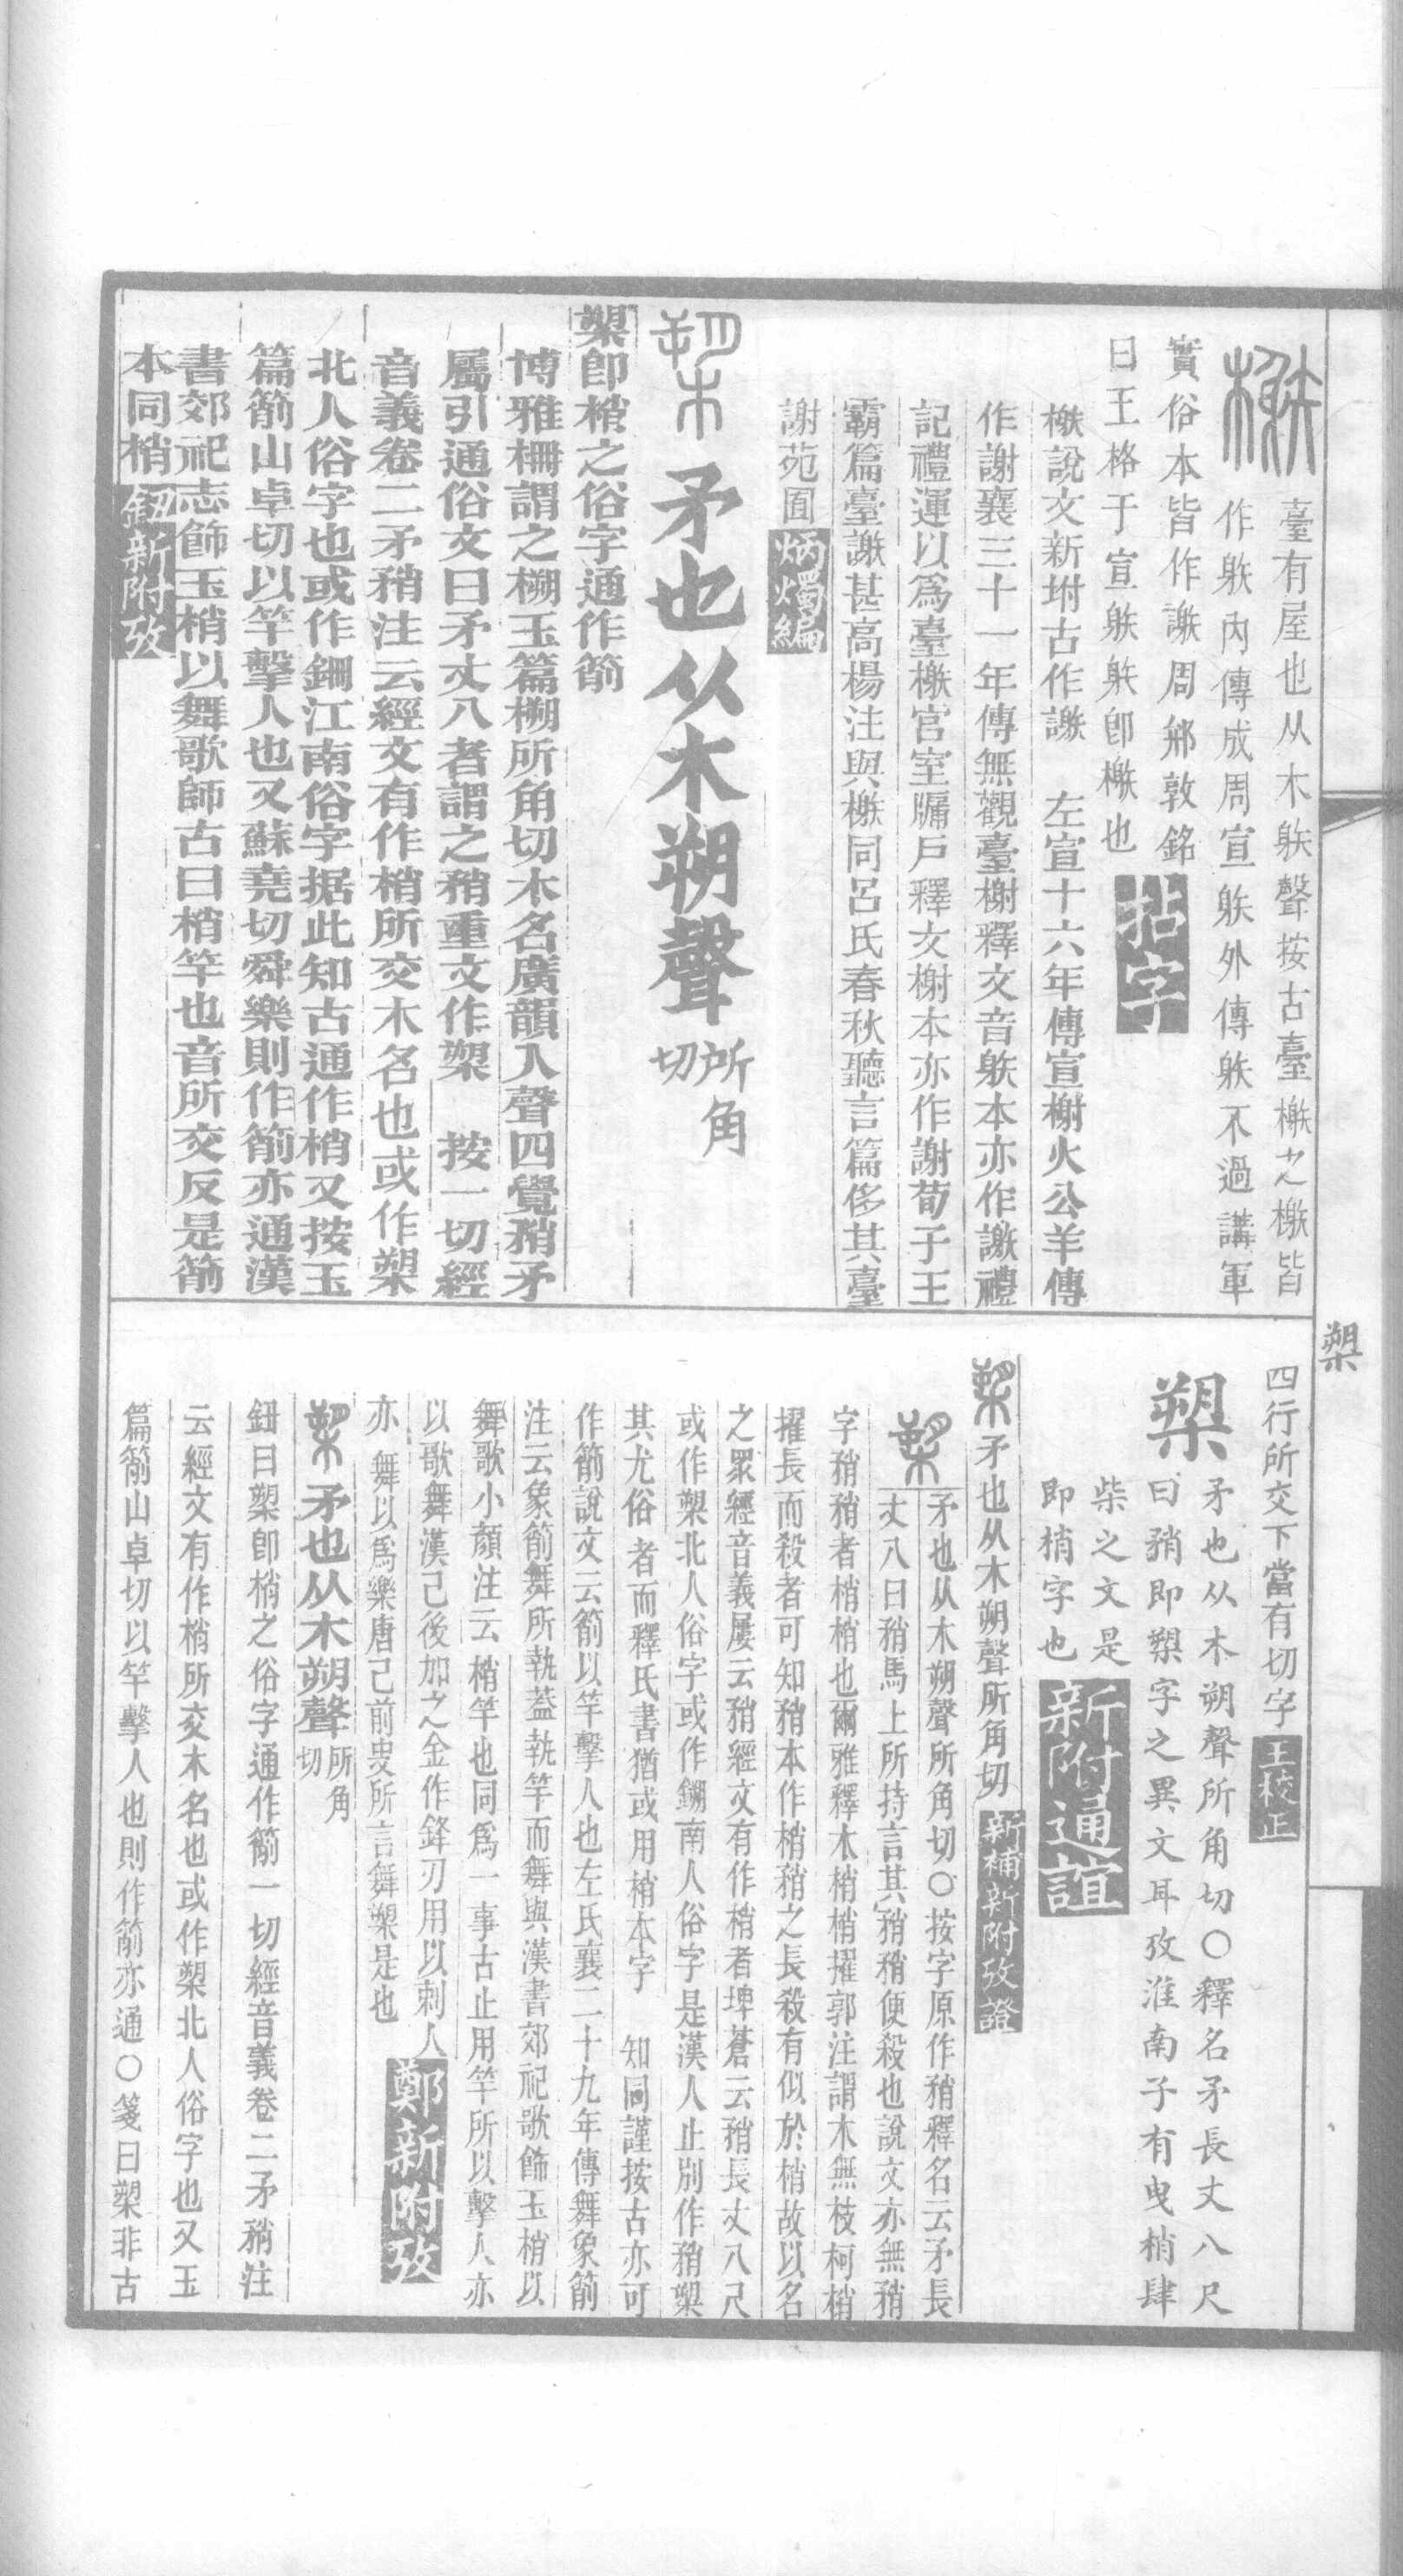 臺有屋也从木䠶聲按古臺榭之榭皆
作䠶內傳成周宣䠶外傳䠶不過講軍
實俗本皆作謝周䢵敦銘
曰王格于宣䠶䠶卽榭也
拈字
榭說文新坿古作謝 左宣十六年傳宣榭火公羊傳
作謝襄三十一年傳無觀臺榭釋文音䠶本亦作謝禮
記禮運以爲臺榭宮室牖戶釋文榭本亦作謝荀子王
霸篇臺謝甚高楊注與榭同呂氏春秋聽言篇侈其臺
謝苑囿
炳燭編
矛也从木朔聲所角切
槊卽梢之俗字通作箾
博雅柵謂之槊玉篇槊所角切木名廣韻入聲四覺矟矛
屬引通俗文曰矛丈八者謂之矟重文作槊 按一切經
音義卷二矛矟注云經文有作梢所交木名也或作槊
北人俗字也或作鎙江南俗字据此知古通作梢又按玉
篇箾山卓切以竿擊人也又蘇堯切舜樂則作箾亦通漢
書郊祀志飾玉梢以舞歌師古曰梢竿也音所交反是箾
本同梢
鈕新附攷
槊
四行所交下當有切字
王校正
槊
矛也从木朔聲所角切○釋名矛長丈八尺
曰矟卽槊字之異文耳攷淮南子有曳梢肆
柴之文是
卽梢字也
新附通誼
槊矛也从木朔聲所角切
新補新附攷證
矛也从木朔聲所角切○按字原作矟釋名云矛長
丈八曰矟馬上所持言其矟矟便殺也說文亦無矟
字矟矟者梢梢也爾雅釋木梢梢擢郭注謂木無枝柯梢
擢長而殺者可知矟本作梢矟之長殺有似於梢故以名
之眾經音義屢云矟經文有作梢者埤蒼云矟長丈八尺
或作槊北人俗字或作鎙南人俗字是漢人止別作矟槊
其尤俗者而釋氏書猶或用梢本字 知同謹按古亦可
作箾說文云箾以竿擊人也左氏襄二十九年傳舞象箾
注云象箾舞所執蓋執竿而舞與漢書郊祀歌飾玉梢以
舞歌小顏注云梢竿也同爲一事古止用竿所以擊人亦
以歌舞漢已後加之金作鋒刃用以刺人
亦舞以爲樂唐已前史所言舞槊是也
鄭新附攷
槊矛也从木朔聲所角切
鈕曰槊卽梢之俗字通作箾一切經音義卷二矛矟注
云經文有作梢所交木名也或作槊北人俗字也又玉
篇箾山卓切以竿擊人也則作箾亦通○箋曰槊非古